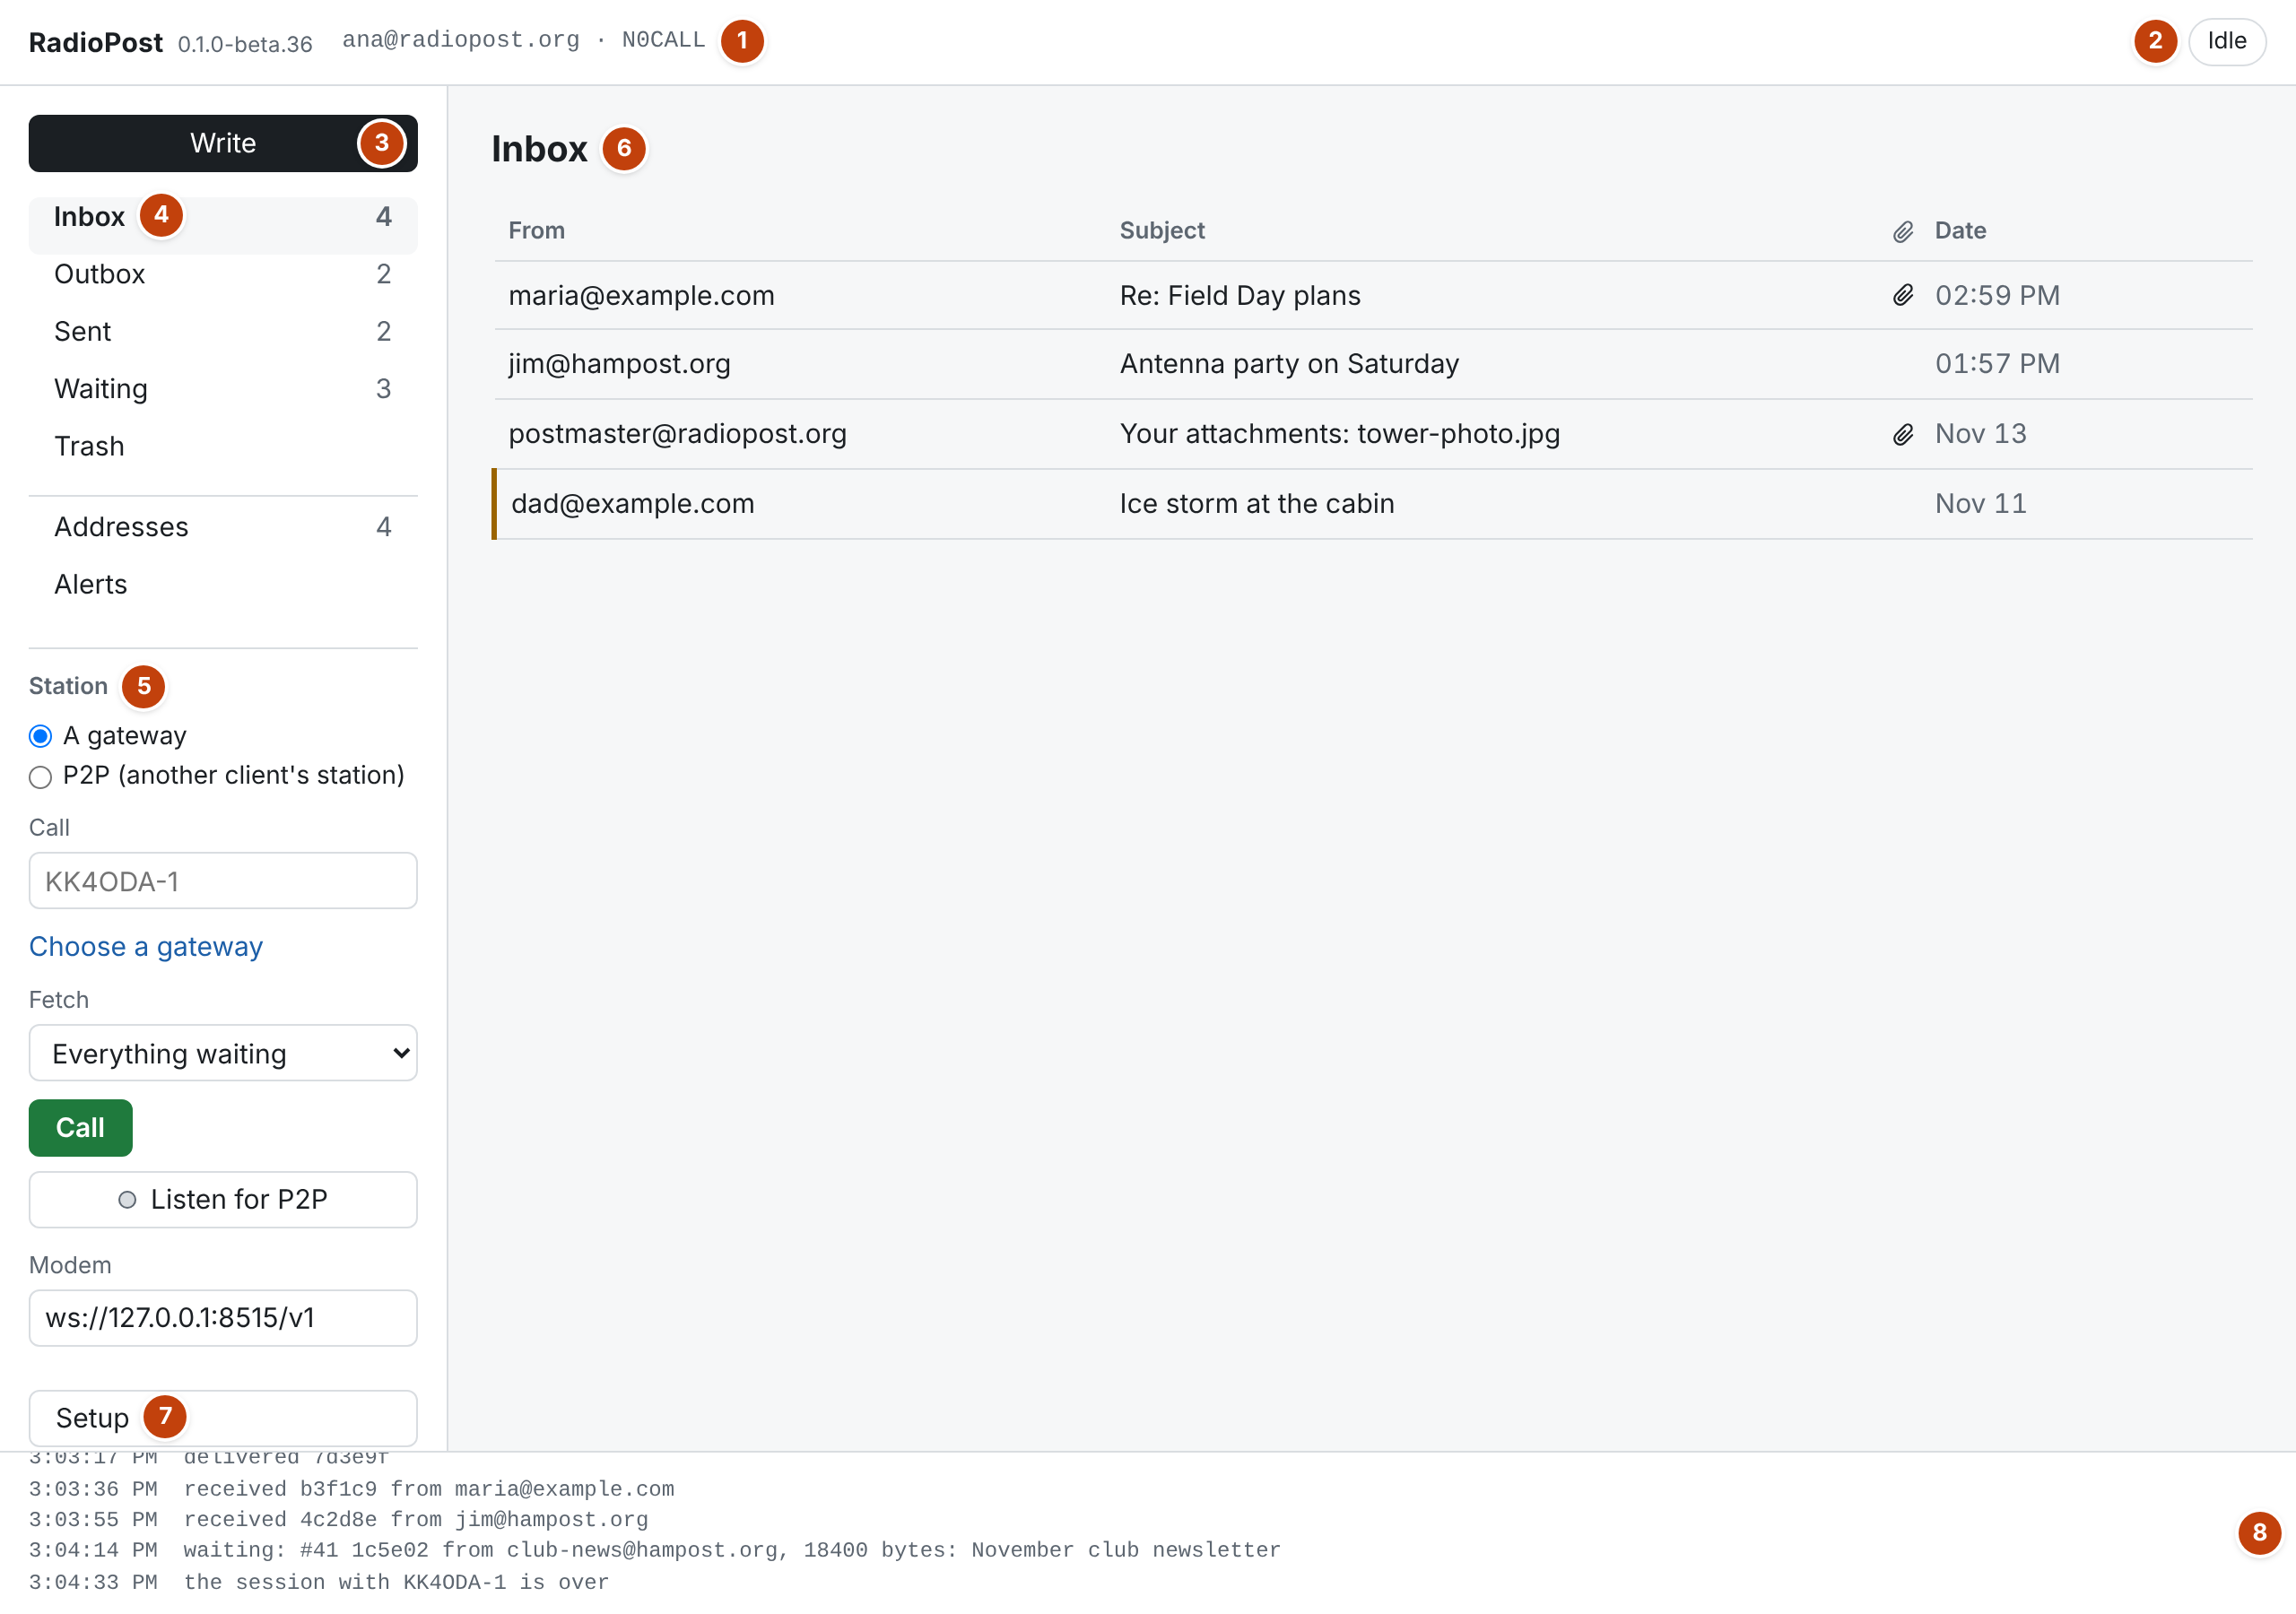 RadioPost 0.1.0-beta.36 ana@radiopost.org · N0CALL 1
2 Idle
Write 3
Inbox 4 4
Outbox 2
Sent 2
Waiting 3
Trash
Addresses 4
Alerts
Station 5
A gateway
P2P (another client's station)
Call
KK4ODA-1
Choose a gateway
Fetch
Everything waiting
Call
Listen for P2P
Modem
ws://127.0.0.1:8515/v1
Setup 7
Inbox 6
From Subject Date
maria@example.com Re: Field Day plans 02:59 PM
jim@hampost.org Antenna party on Saturday 01:57 PM
postmaster@radiopost.org Your attachments: tower-photo.jpg Nov 13
dad@example.com Ice storm at the cabin Nov 11
3:03:17 PM delivered 7d3e9f
3:03:36 PM received b3f1c9 from maria@example.com
3:03:55 PM received 4c2d8e from jim@hampost.org
3:04:14 PM waiting: #41 1c5e02 from club-news@hampost.org, 18400 bytes: November club newsletter
3:04:33 PM the session with KK4ODA-1 is over
8